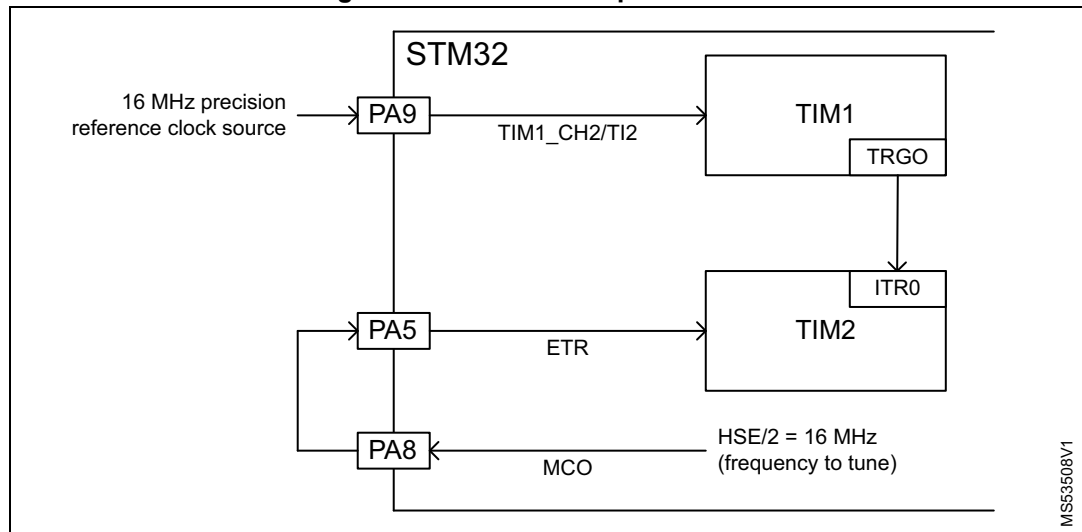 STM32
16 MHz precision
reference clock source
PA9
TIM1_CH2/TI2
TIM1
TRGO
ITR0
PA5
ETR
TIM2
PA8
MCO
HSE/2 = 16 MHz
(frequency to tune)
MS53508V1